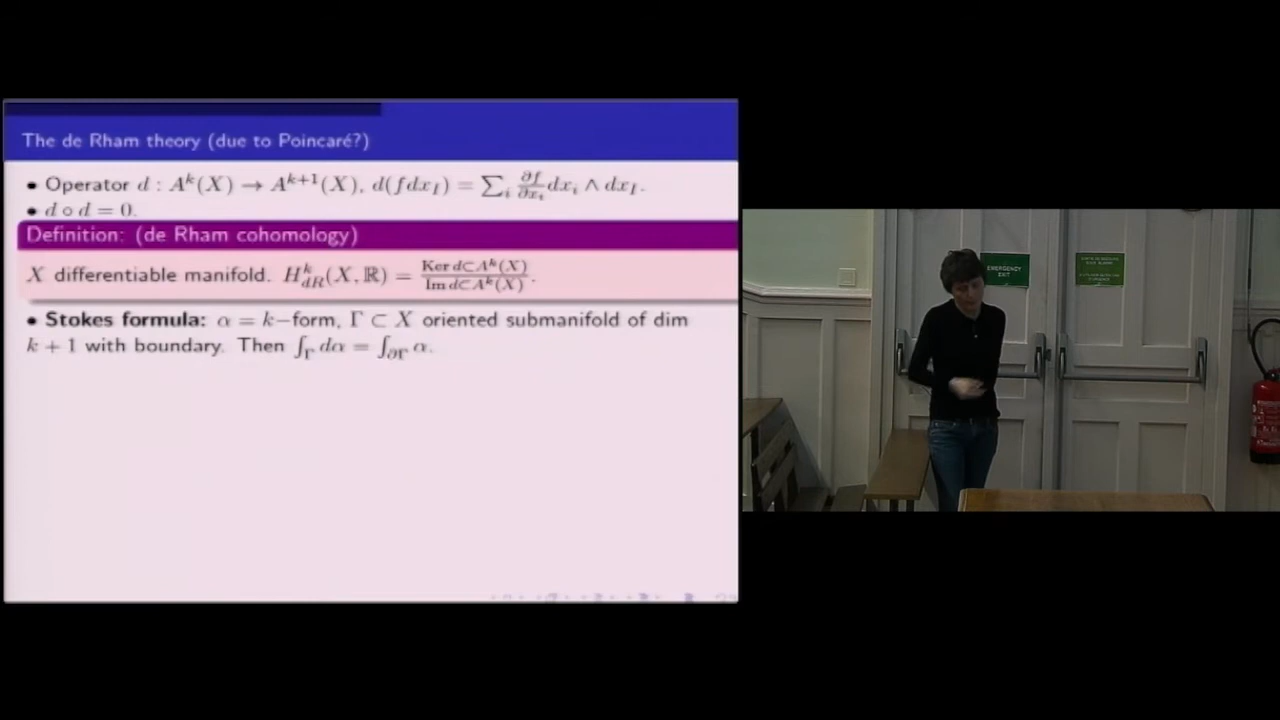 The de Rham theory (due to Poincaré?)
• Operator d : A^k(X) → A^{k+1}(X), d(fdx_I) = ∑_i ∂f/∂x_i dx_i ∧ dx_I.
• d ∘ d = 0.
Definition: (de Rham cohomology)
X differentiable manifold. H^k_{dR}(X, ℝ) = Ker d⊂A^k(X) / Im d⊂A^k(X).
• Stokes formula: α = k−form, Γ ⊂ X oriented submanifold of dim
k + 1 with boundary. Then ∫_Γ dα = ∫_{∂Γ} α.
EMERGENCY
EXIT